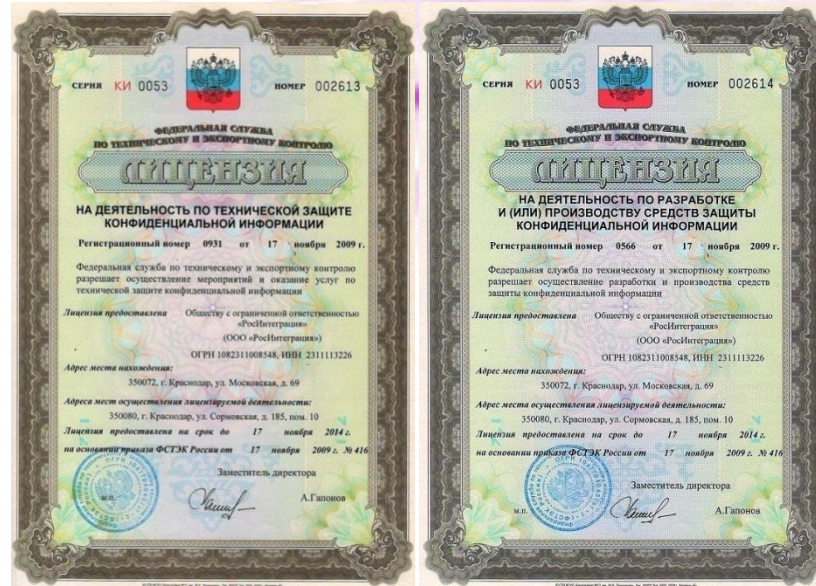 СЕРИЯ КИ 0053 НОМЕР 002613
ФЕДЕРАЛЬНАЯ СЛУЖБА
ПО ТЕХНИЧЕСКОМУ И ЭКСПОРТНОМУ КОНТРОЛЮ
ЛИЦЕНЗИЯ
НА ДЕЯТЕЛЬНОСТЬ ПО ТЕХНИЧЕСКОЙ ЗАЩИТЕ
КОНФИДЕНЦИАЛЬНОЙ ИНФОРМАЦИИ
Регистрационный номер 0931 от 17 ноября 2009 г.
Федеральная служба по техническому и экспортному контролю
разрешает осуществление мероприятий и оказание услуг по
технической защите конфиденциальной информации
Лицензия предоставлена Обществу с ограниченной ответственностью
«РосИнтеграция»
(ООО «РосИнтеграция»)
ОГРН 1082311008548, ИНН 2311113226
Адрес места нахождения:
350072, г. Краснодар, ул. Московская, д. 69
Адреса мест осуществления лицензируемой деятельности:
350080, г. Краснодар, ул. Сормовская, д. 185, пом. 10
Лицензия предоставлена на срок до 17 ноября 2014 г.
на основании приказа ФСТЭК России от 17 ноября 2009 г. № 416
Заместитель директора
М.П. А.Гапонов
СЕРИЯ КИ 0053 НОМЕР 002614
ФЕДЕРАЛЬНАЯ СЛУЖБА
ПО ТЕХНИЧЕСКОМУ И ЭКСПОРТНОМУ КОНТРОЛЮ
ЛИЦЕНЗИЯ
НА ДЕЯТЕЛЬНОСТЬ ПО РАЗРАБОТКЕ
И (ИЛИ) ПРОИЗВОДСТВУ СРЕДСТВ ЗАЩИТЫ
КОНФИДЕНЦИАЛЬНОЙ ИНФОРМАЦИИ
Регистрационный номер 0566 от 17 ноября 2009 г.
Федеральная служба по техническому и экспортному контролю
разрешает осуществление разработки и производства средств
защиты конфиденциальной информации
Лицензия предоставлена Обществу с ограниченной ответственностью
«РосИнтеграция»
(ООО «РосИнтеграция»)
ОГРН 1082311008548, ИНН 2311113226
Адрес места нахождения:
350072, г. Краснодар, ул. Московская, д. 69
Адрес места осуществления лицензируемой деятельности:
350080, г. Краснодар, ул. Сормовская, д. 185, пом. 10
Лицензия предоставлена на срок до 17 ноября 2014 г.
на основании приказа ФСТЭК России от 17 ноября 2009 г. № 416
Заместитель директора
М.П. А.Гапонов